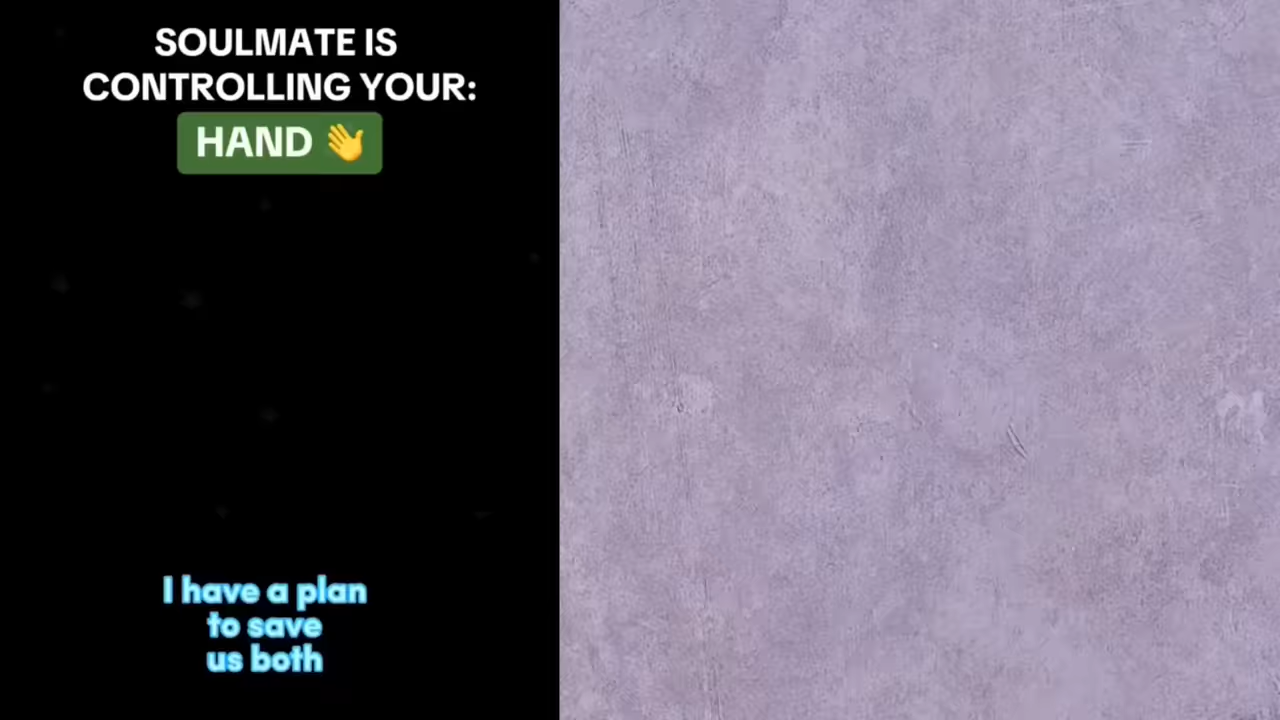 SOULMATE IS
CONTROLLING YOUR:
HAND 👋
I have a plan
to save
us both